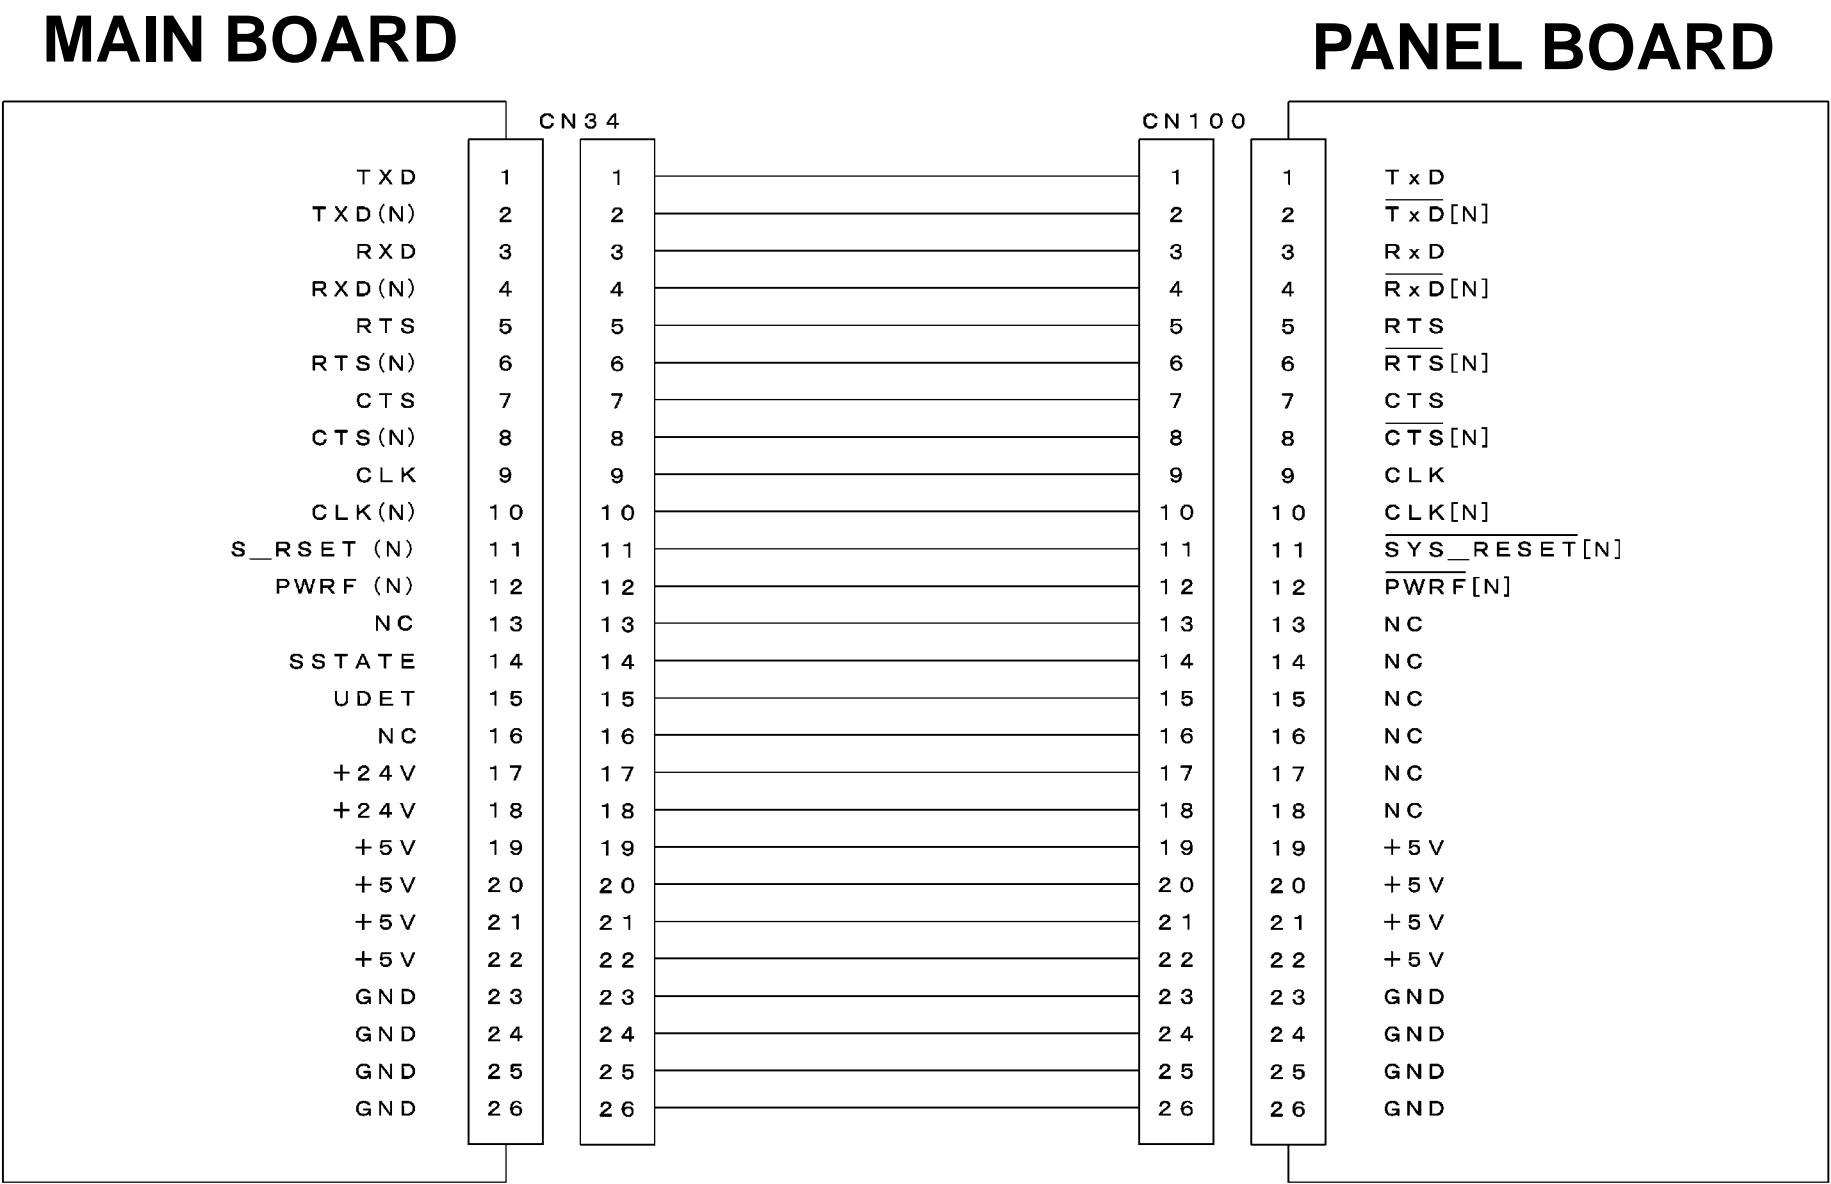 MAIN BOARD PANEL BOARD
CN34 CN100
TXD 1 1 1 1 TxD
TXD(N) 2 2 2 2 TxD[N]
RXD 3 3 3 3 RxD
RXD(N) 4 4 4 4 RxD[N]
RTS 5 5 5 5 RTS
RTS(N) 6 6 6 6 RTS[N]
CTS 7 7 7 7 CTS
CTS(N) 8 8 8 8 CTS[N]
CLK 9 9 9 9 CLK
CLK(N) 10 10 10 10 CLK[N]
S_RSET (N) 11 11 11 11 SYS_RESET[N]
PWRF (N) 12 12 12 12 PWRF[N]
NC 13 13 13 13 NC
SSTATE 14 14 14 14 NC
UDET 15 15 15 15 NC
NC 16 16 16 16 NC
+24V 17 17 17 17 NC
+24V 18 18 18 18 NC
+5V 19 19 19 19 +5V
+5V 20 20 20 20 +5V
+5V 21 21 21 21 +5V
+5V 22 22 22 22 +5V
GND 23 23 23 23 GND
GND 24 24 24 24 GND
GND 25 25 25 25 GND
GND 26 26 26 26 GND